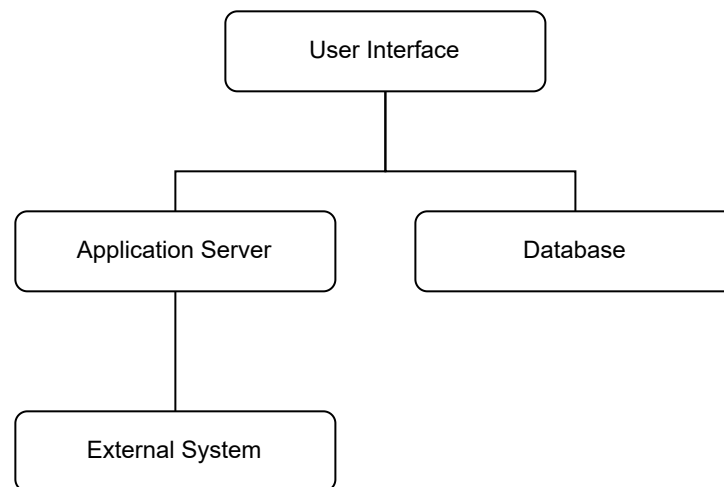 User Interface
Application Server
Database
External System